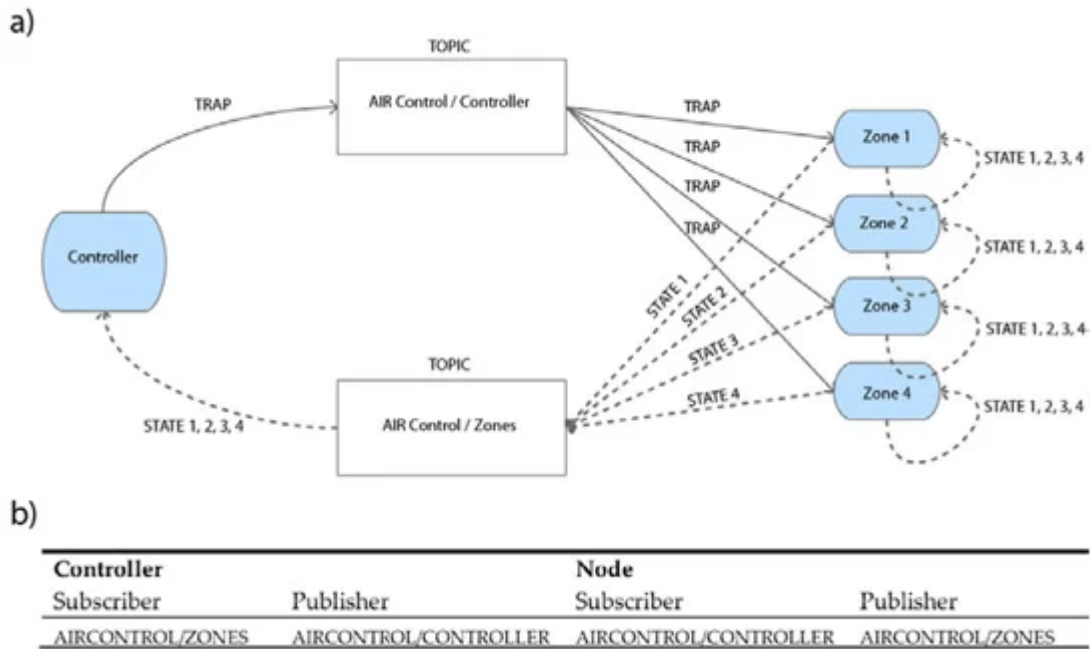 a)
TOPIC
AIR Control / Controller
TRAP
TRAP
TRAP
TRAP
TRAP
Controller
Zone 1
STATE 1, 2, 3, 4
Zone 2
STATE 1, 2, 3, 4
Zone 3
STATE 1, 2, 3, 4
Zone 4
STATE 1, 2, 3, 4
STATE 1
STATE 2
STATE 3
STATE 4
TOPIC
AIR Control / Zones
STATE 1, 2, 3, 4
b)
Controller Node
Subscriber Publisher Subscriber Publisher
AIRCONTROL/ZONES AIRCONTROL/CONTROLLER AIRCONTROL/CONTROLLER AIRCONTROL/ZONES